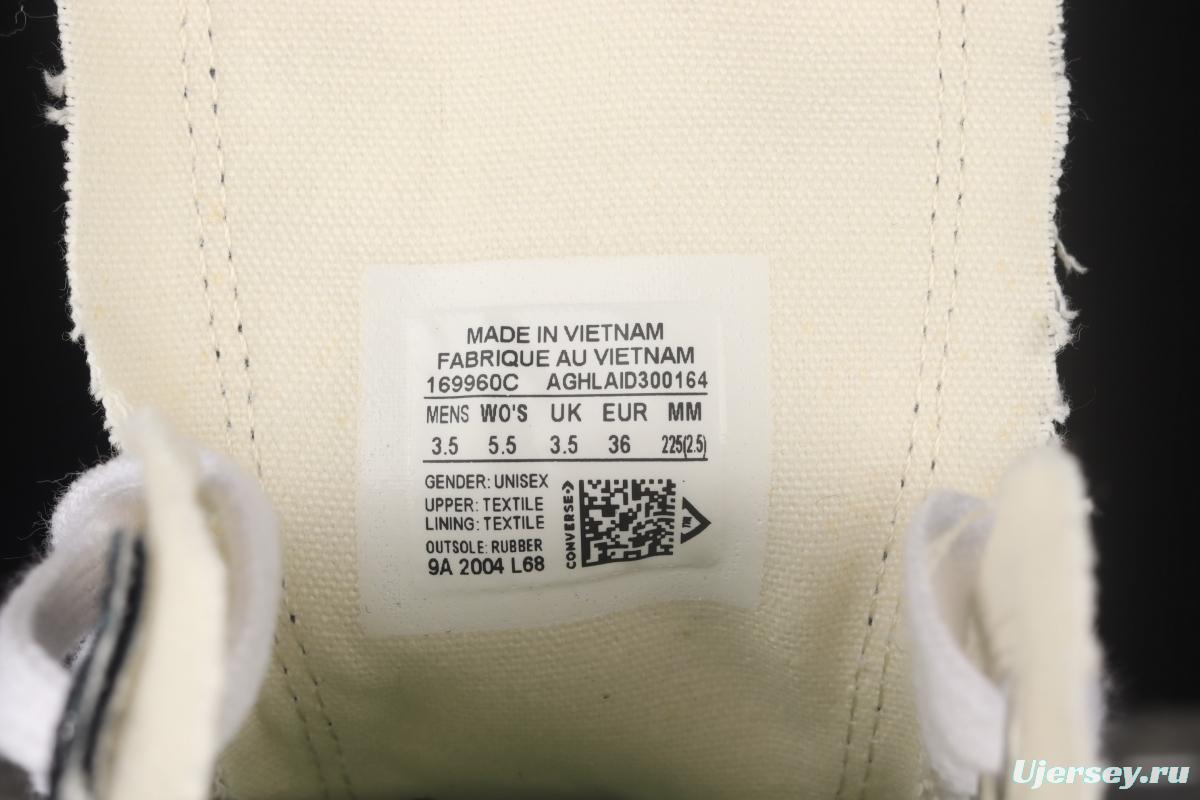 MADE IN VIETNAM
FABRIQUE AU VIETNAM
169960C AGHLAID300164
MENS WO'S UK EUR MM
3.5 5.5 3.5 36 225(2.5)
GENDER: UNISEX
UPPER: TEXTILE
LINING: TEXTILE
OUTSOLE: RUBBER
9A 2004 L68
CONVERSE
TM
Ujersey.ru